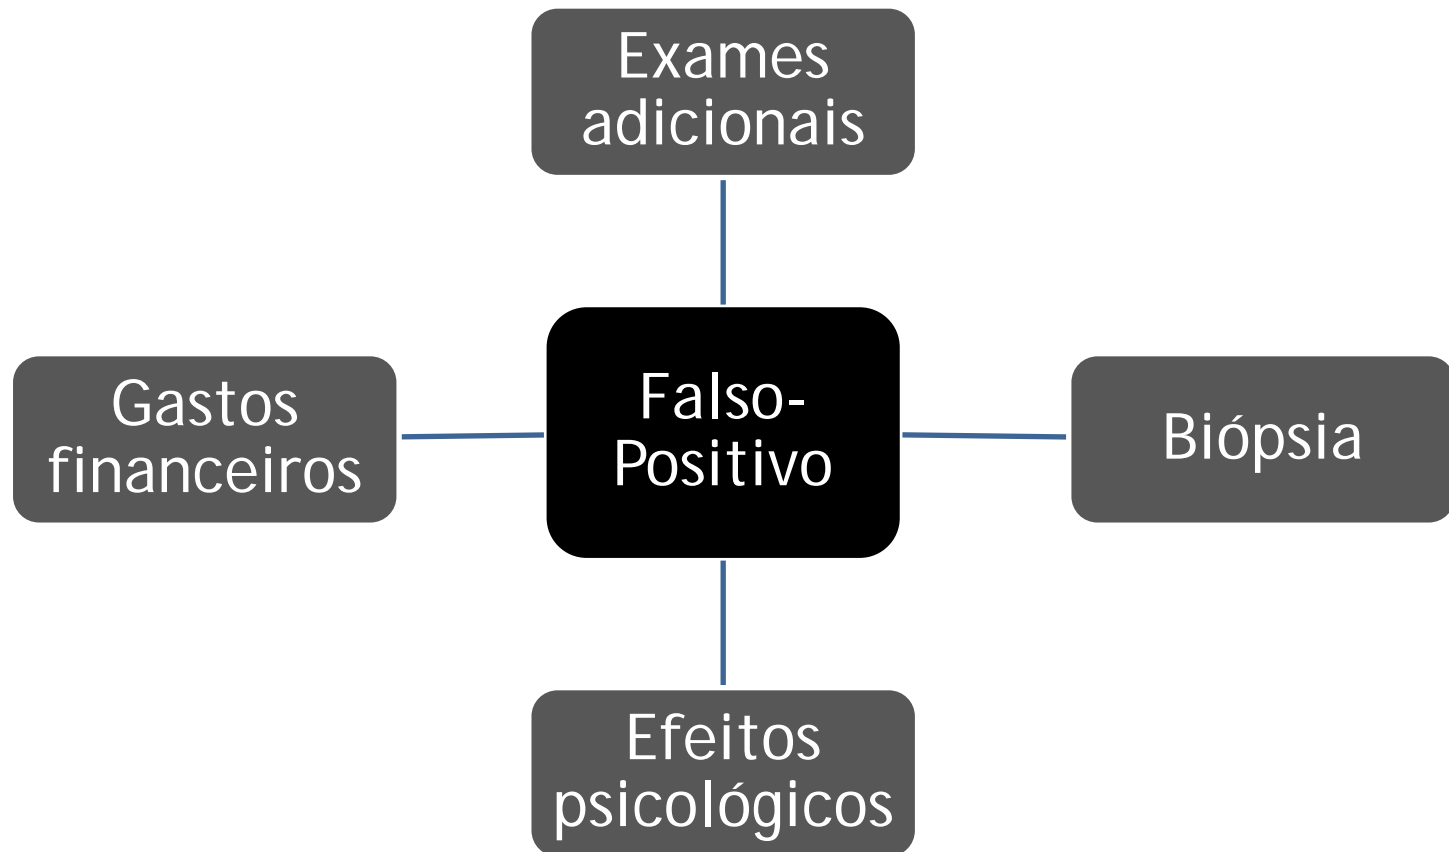 Exames
adicionais
Gastos
financeiros
Falso-
Positivo
Biópsia
Efeitos
psicológicos